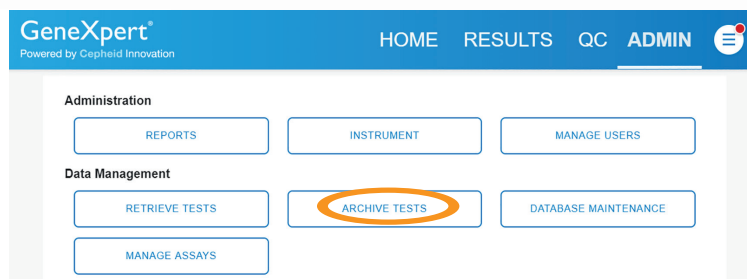 GeneXpert®
Powered by Cepheid Innovation
HOME RESULTS QC ADMIN
Administration
REPORTS INSTRUMENT MANAGE USERS
Data Management
RETRIEVE TESTS ARCHIVE TESTS DATABASE MAINTENANCE
MANAGE ASSAYS